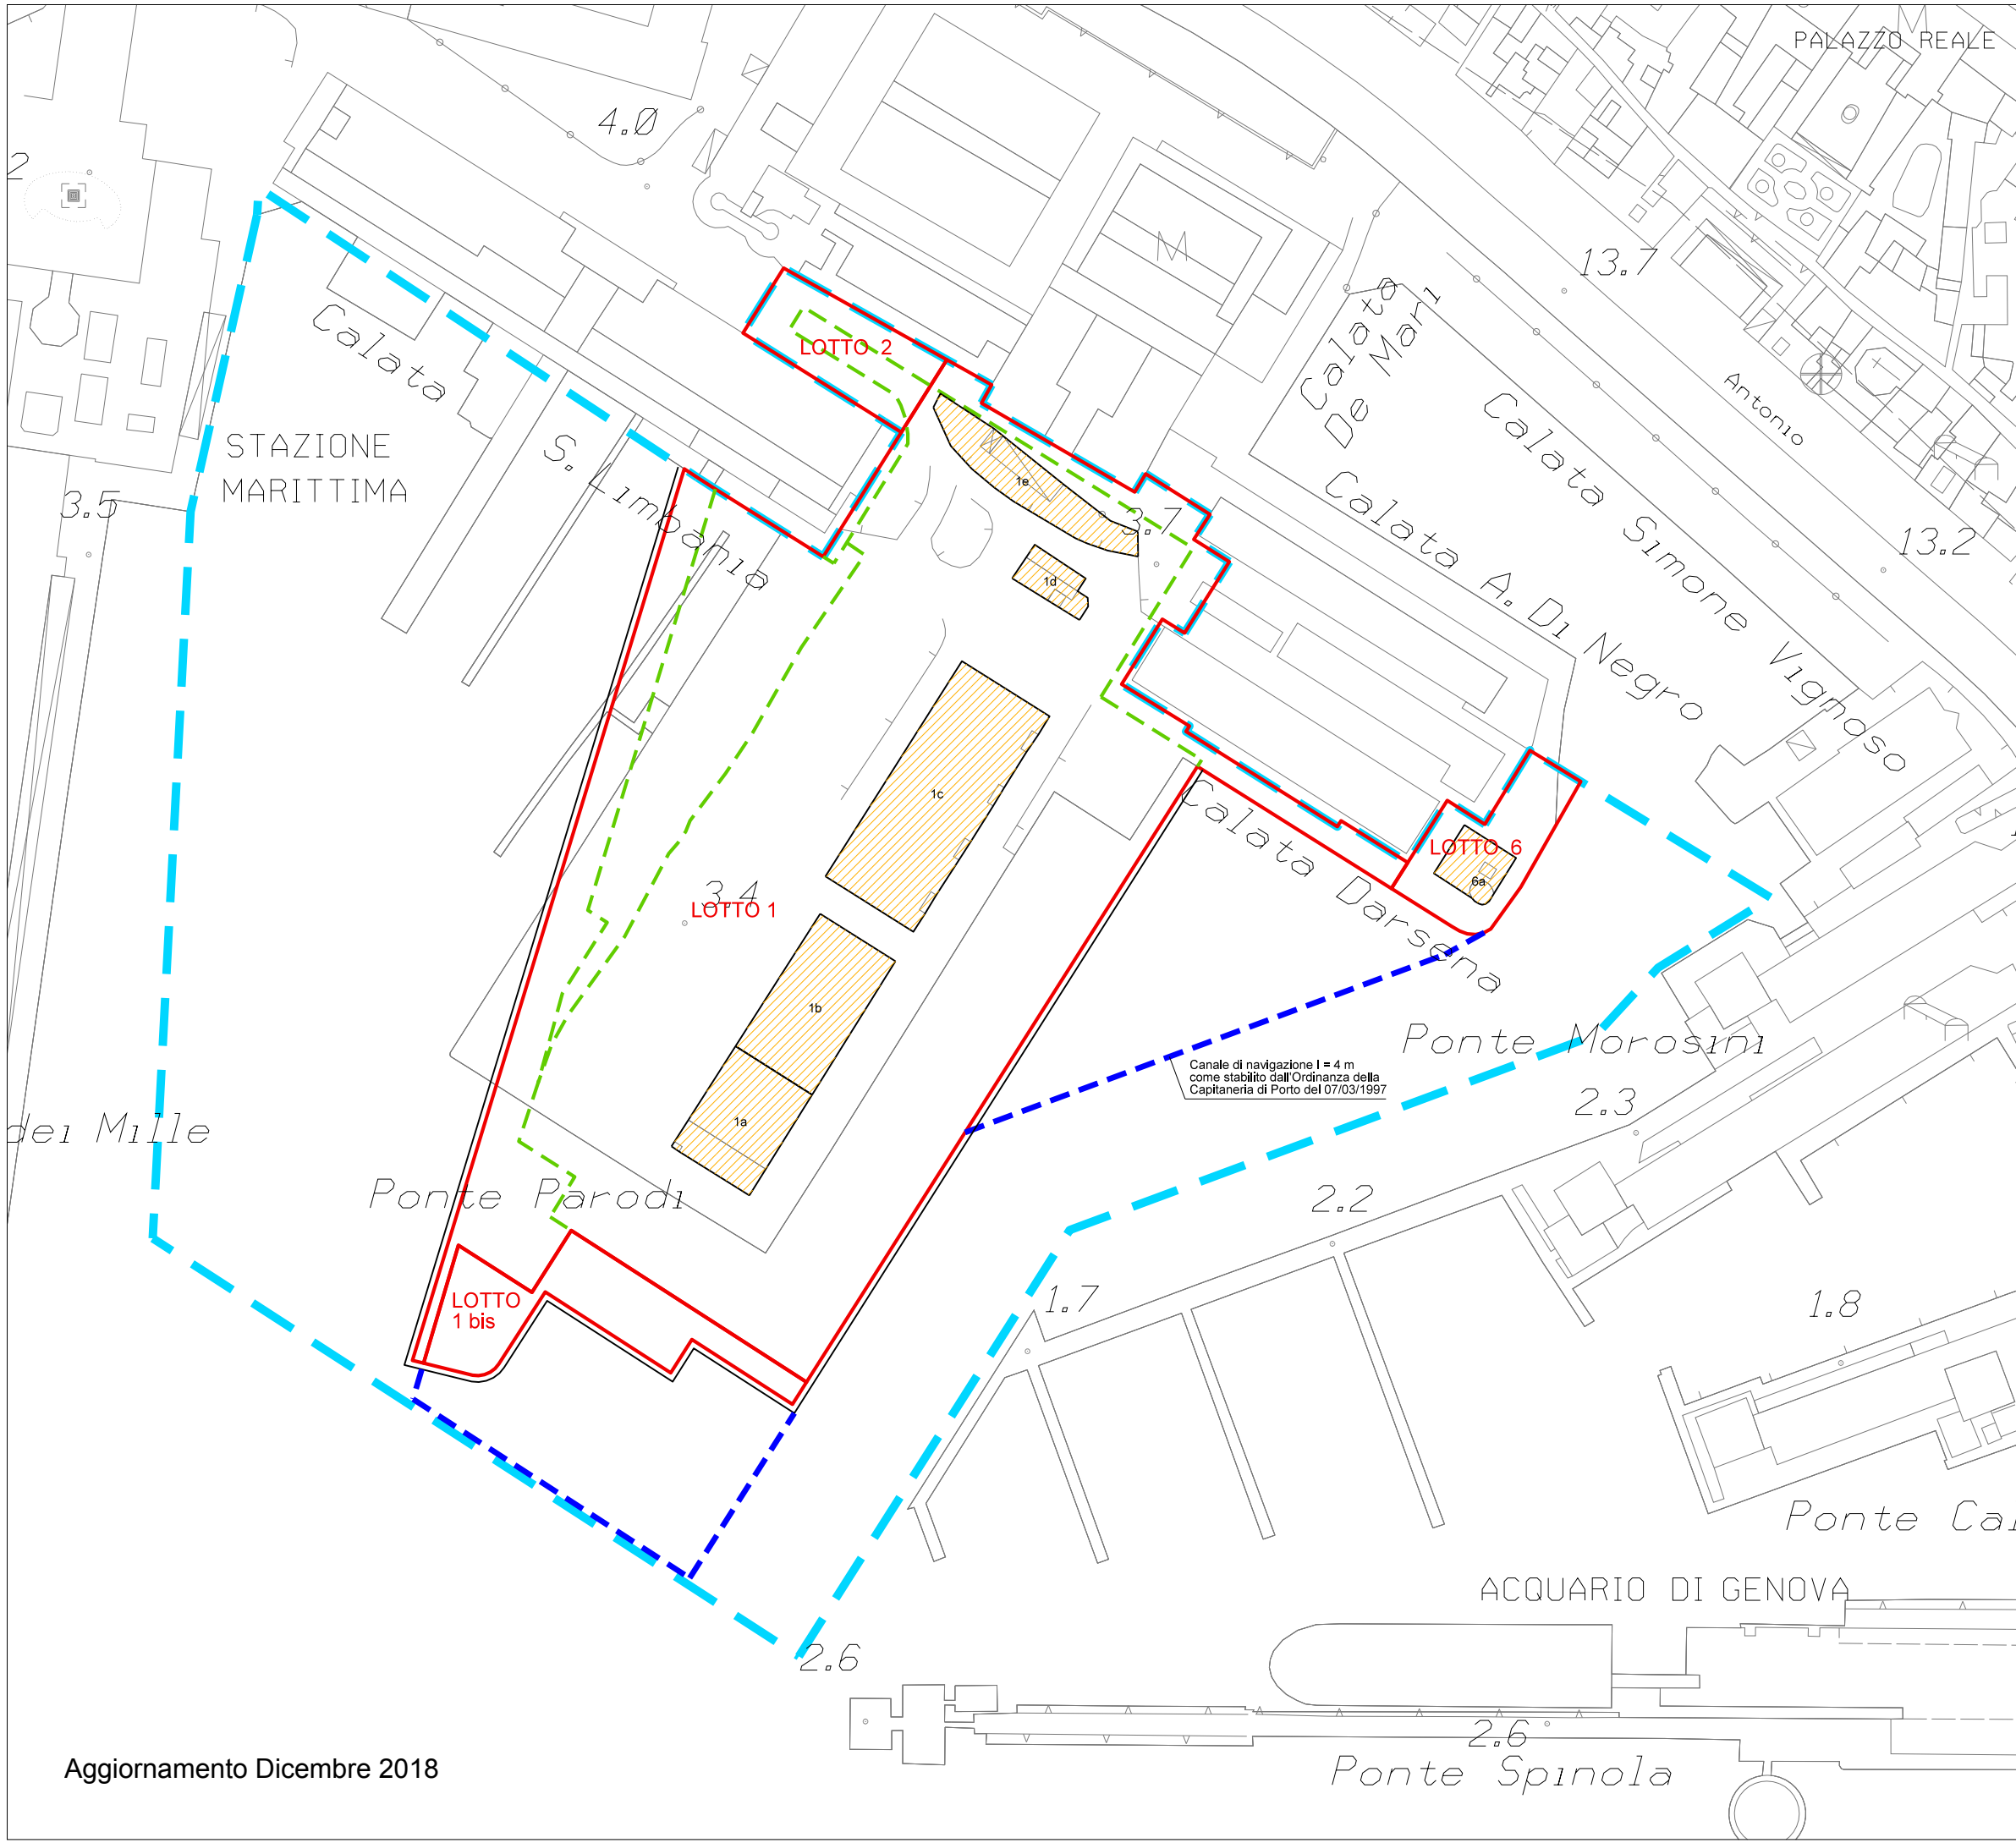 PALAZZO REALE
M
4.0
2
13.7
M
Calata
De Mari
Calata
LOTTO 2
Antonio
Calata Simone Vignoso
STAZIONE
MARITTIMA
S. Limbania
1e
3.7
Calata A. Di Negro
3.5
13.2
1d
1c
Calata Darsena
LOTTO 6
6a
3.4
LOTTO 1
1b
Ponte Morosini
Canale di navigazione l = 4 m
come stabilito dall'Ordinanza della
Capitaneria di Porto del 07/03/1997
2.3
1a
dei Mille
Ponte Parodi
2.2
LOTTO
1 bis
1.7
1.8
Ponte Cal
ACQUARIO DI GENOVA
2.6
2.6
Ponte Spinola
Aggiornamento Dicembre 2018